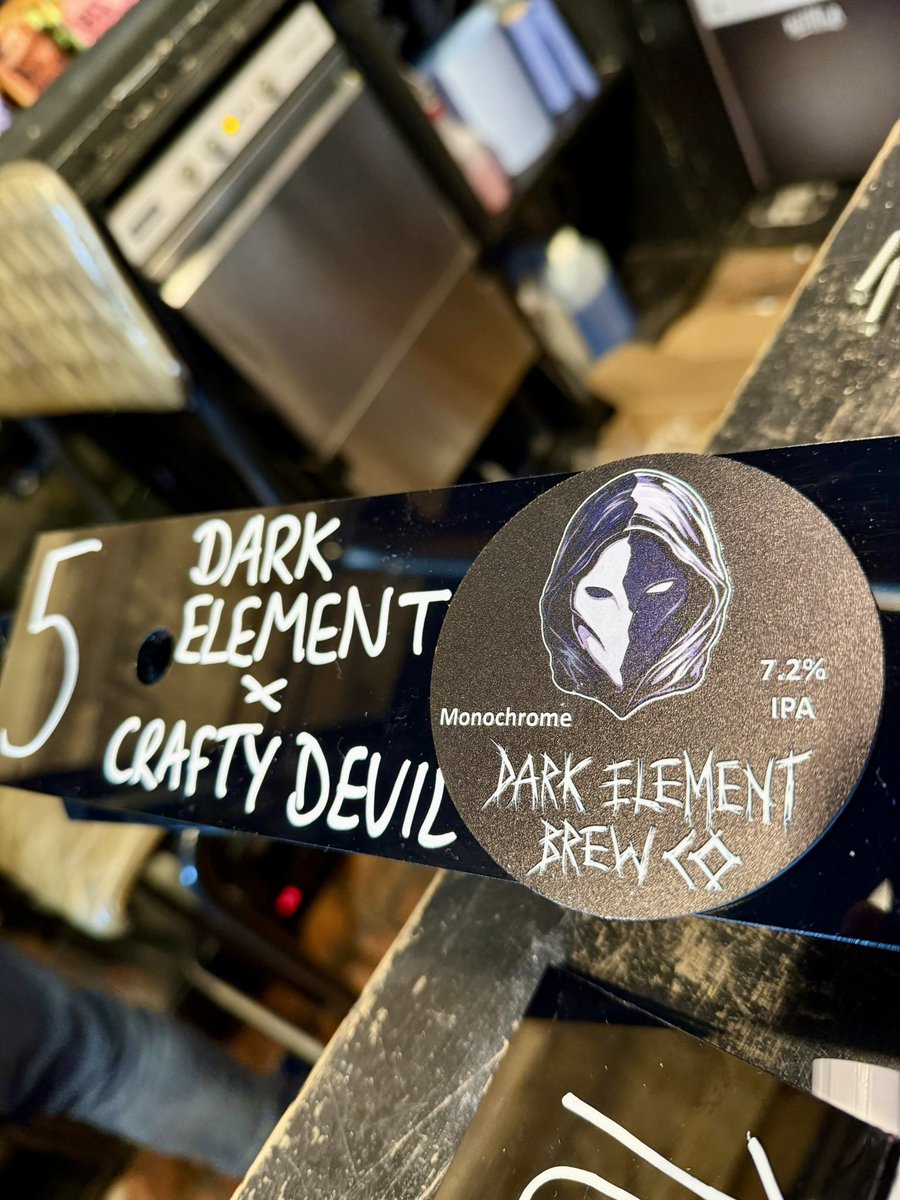 5
DARK
ELEMENT
x
CRAFTY DEVIL
7.2%
IPA
Monochrome
DARK ELEMENT
BREW CO